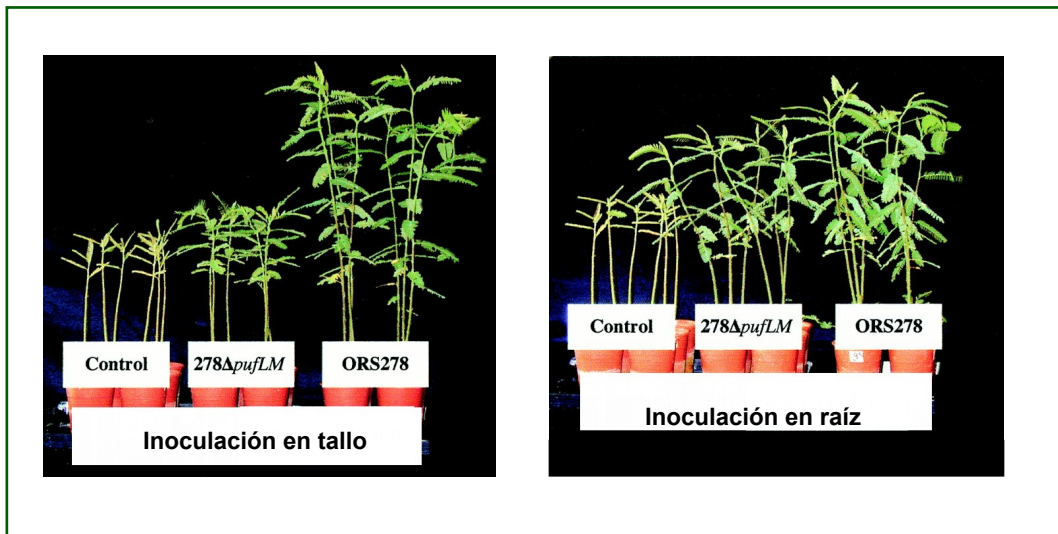 Control 278ΔpufLM ORS278
Inoculación en tallo
Control 278ΔpufLM ORS278
Inoculación en raíz